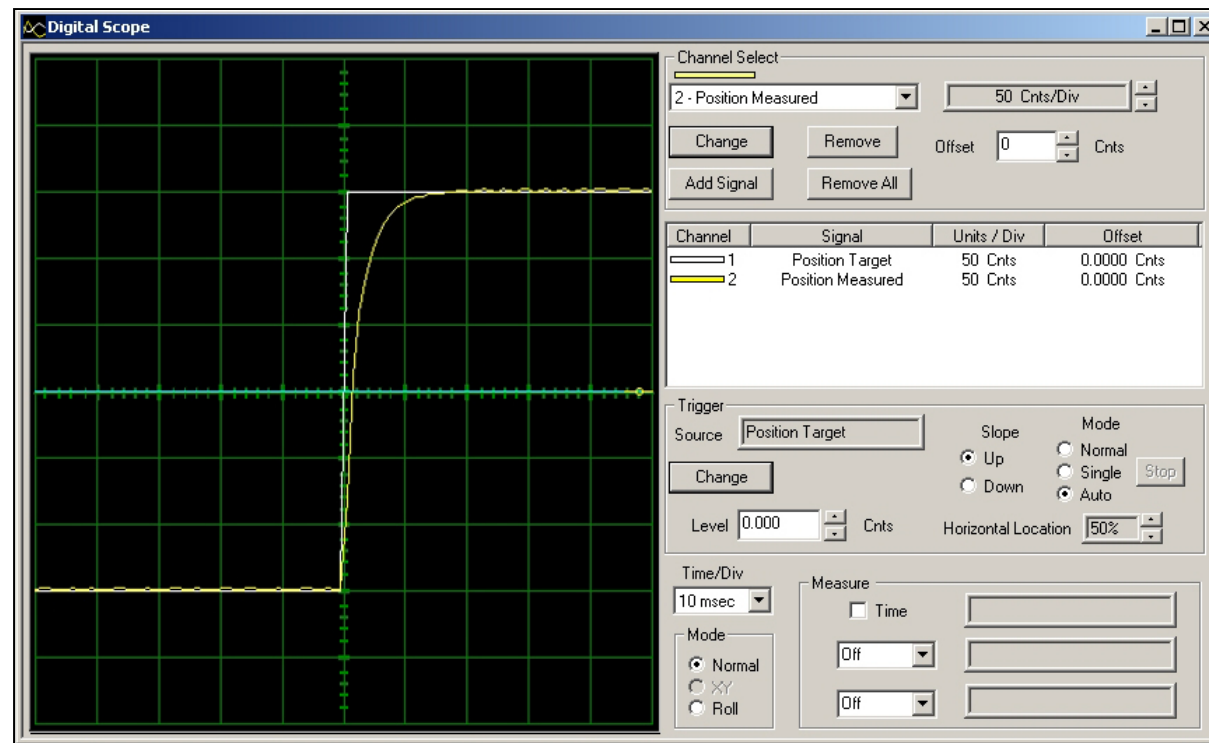 Digital Scope
Channel Select
2 - Position Measured
50 Cnts/Div
Change
Remove
Offset
0
Cnts
Add Signal
Remove All
Channel Signal Units / Div Offset
1 Position Target 50 Cnts 0.0000 Cnts
2 Position Measured 50 Cnts 0.0000 Cnts
Trigger
Source
Position Target
Change
Level
0.000
Cnts
Slope
Up
Down
Mode
Normal
Single
Auto
Stop
Horizontal Location
50%
Time/Div
10 msec
Mode
Normal
XY
Roll
Measure
Time
Off
Off